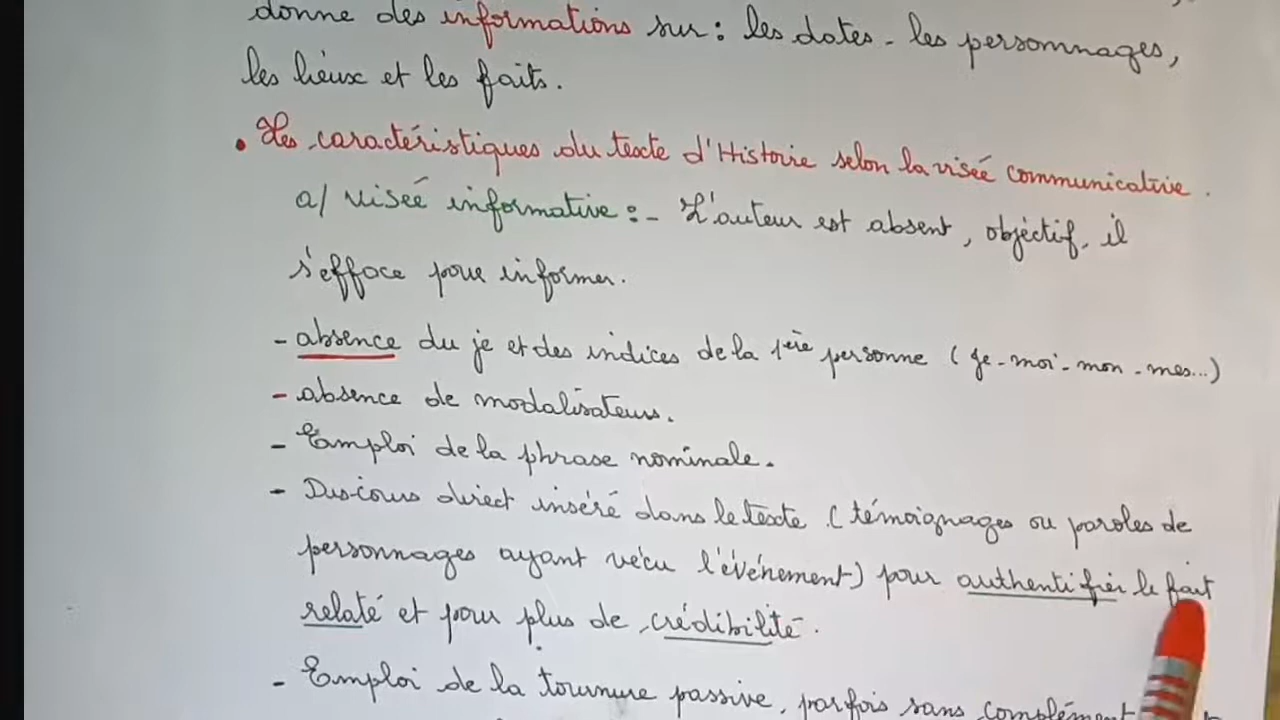 donne des informations sur : les dates - les personnages,
les lieux et les faits.
• Les caractéristiques du texte d'Histoire selon la viseé communicative.
a/ viseé informative : - L'auteur est absent, objéctif, il
s'efface pour informer.
- absence du je et des indices de la 1ère personne (je - moi - mon - mes...)
- absence de modalisateurs.
- Emploi de la phrase nominale.
- Discours direct inséré dans le texte (témoignages ou paroles de
personnages ayant vécu l'événement) pour authentifier le fait
relaté et pour plus de crédibilité.
- Emploi de la tournure passive, parfois sans complément